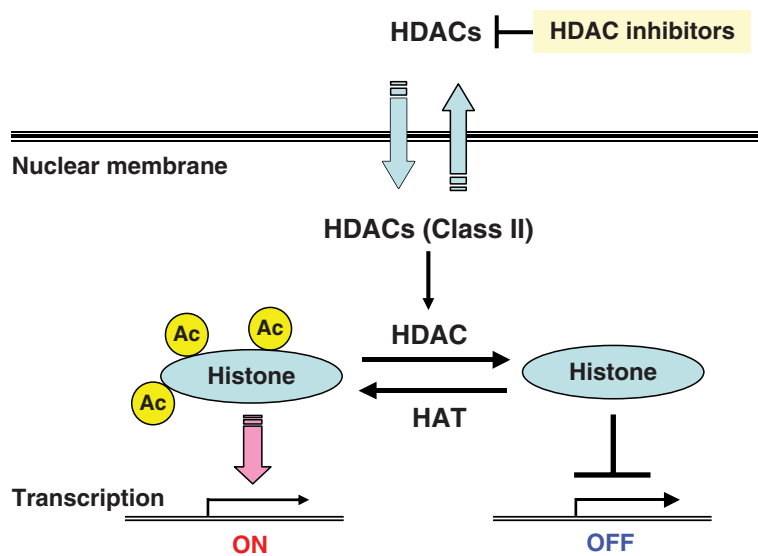 HDACs
HDAC inhibitors
Nuclear membrane
HDACs (Class II)
Ac
Ac
Ac
Histone
HDAC
HAT
Histone
Transcription
ON
OFF